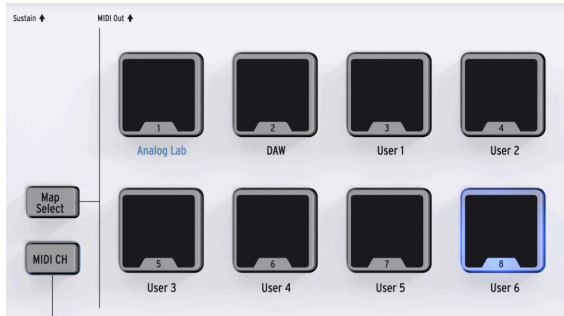 Sustain ↑
MIDI Out ↑
1
2
3
4
Analog Lab
DAW
User 1
User 2
Map
Select
MIDI CH
5
6
7
8
User 3
User 4
User 5
User 6